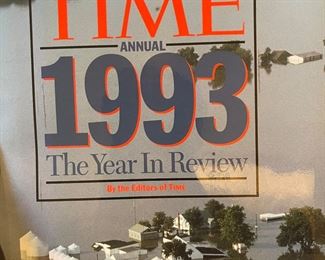 TIME
ANNUAL
1993
The Year In Review
By the Editors of TIME